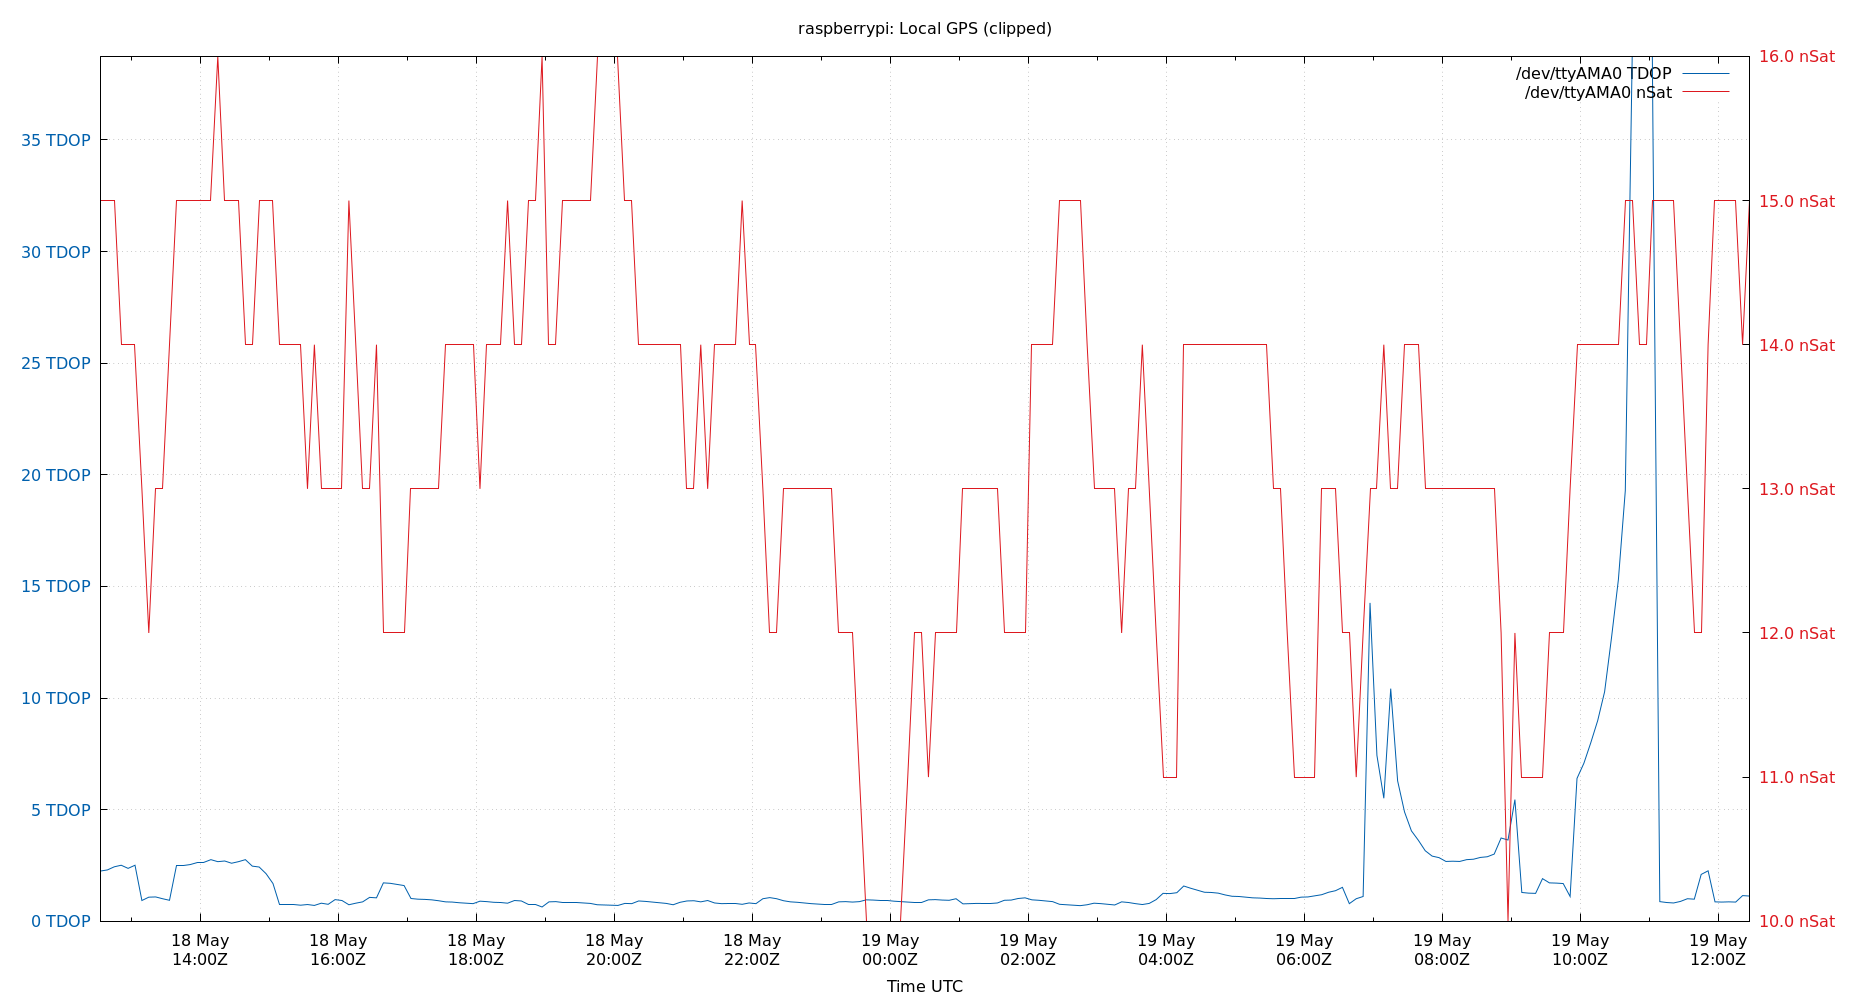 raspberrypi: Local GPS (clipped)
/dev/ttyAMA0 TDOP
/dev/ttyAMA0 nSat
35 TDOP
30 TDOP
25 TDOP
20 TDOP
15 TDOP
10 TDOP
5 TDOP
0 TDOP
16.0 nSat
15.0 nSat
14.0 nSat
13.0 nSat
12.0 nSat
11.0 nSat
10.0 nSat
18 May
14:00Z
18 May
16:00Z
18 May
18:00Z
18 May
20:00Z
18 May
22:00Z
19 May
00:00Z
19 May
02:00Z
19 May
04:00Z
19 May
06:00Z
19 May
08:00Z
19 May
10:00Z
19 May
12:00Z
Time UTC